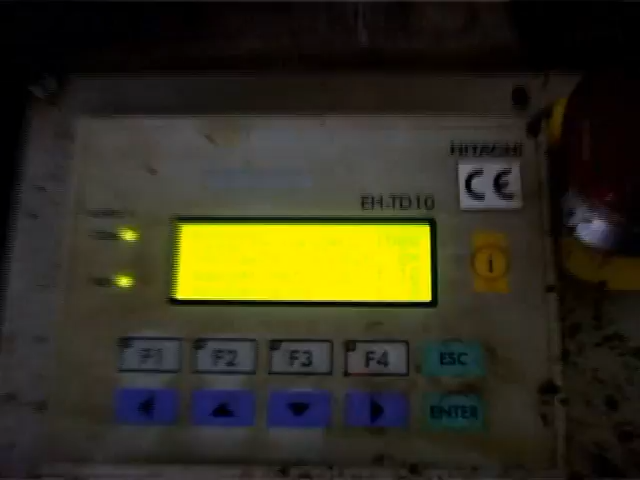 HITACHI
CE
EH-TD10
i
F1 F2 F3 F4 ESC
ENTER